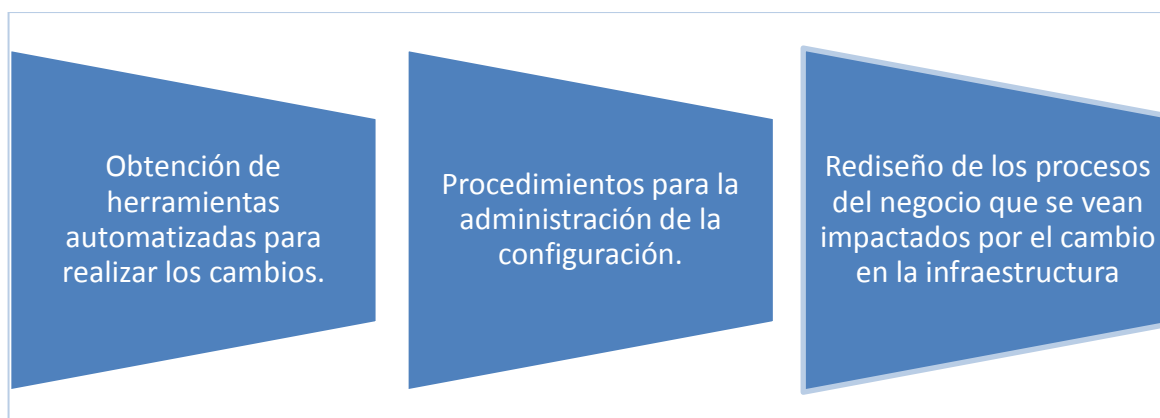 Obtención de
herramientas
automatizadas para
realizar los cambios.
Procedimientos para la
administración de la
configuración.
Rediseño de los procesos
del negocio que se vean
impactados por el cambio
en la infraestructura